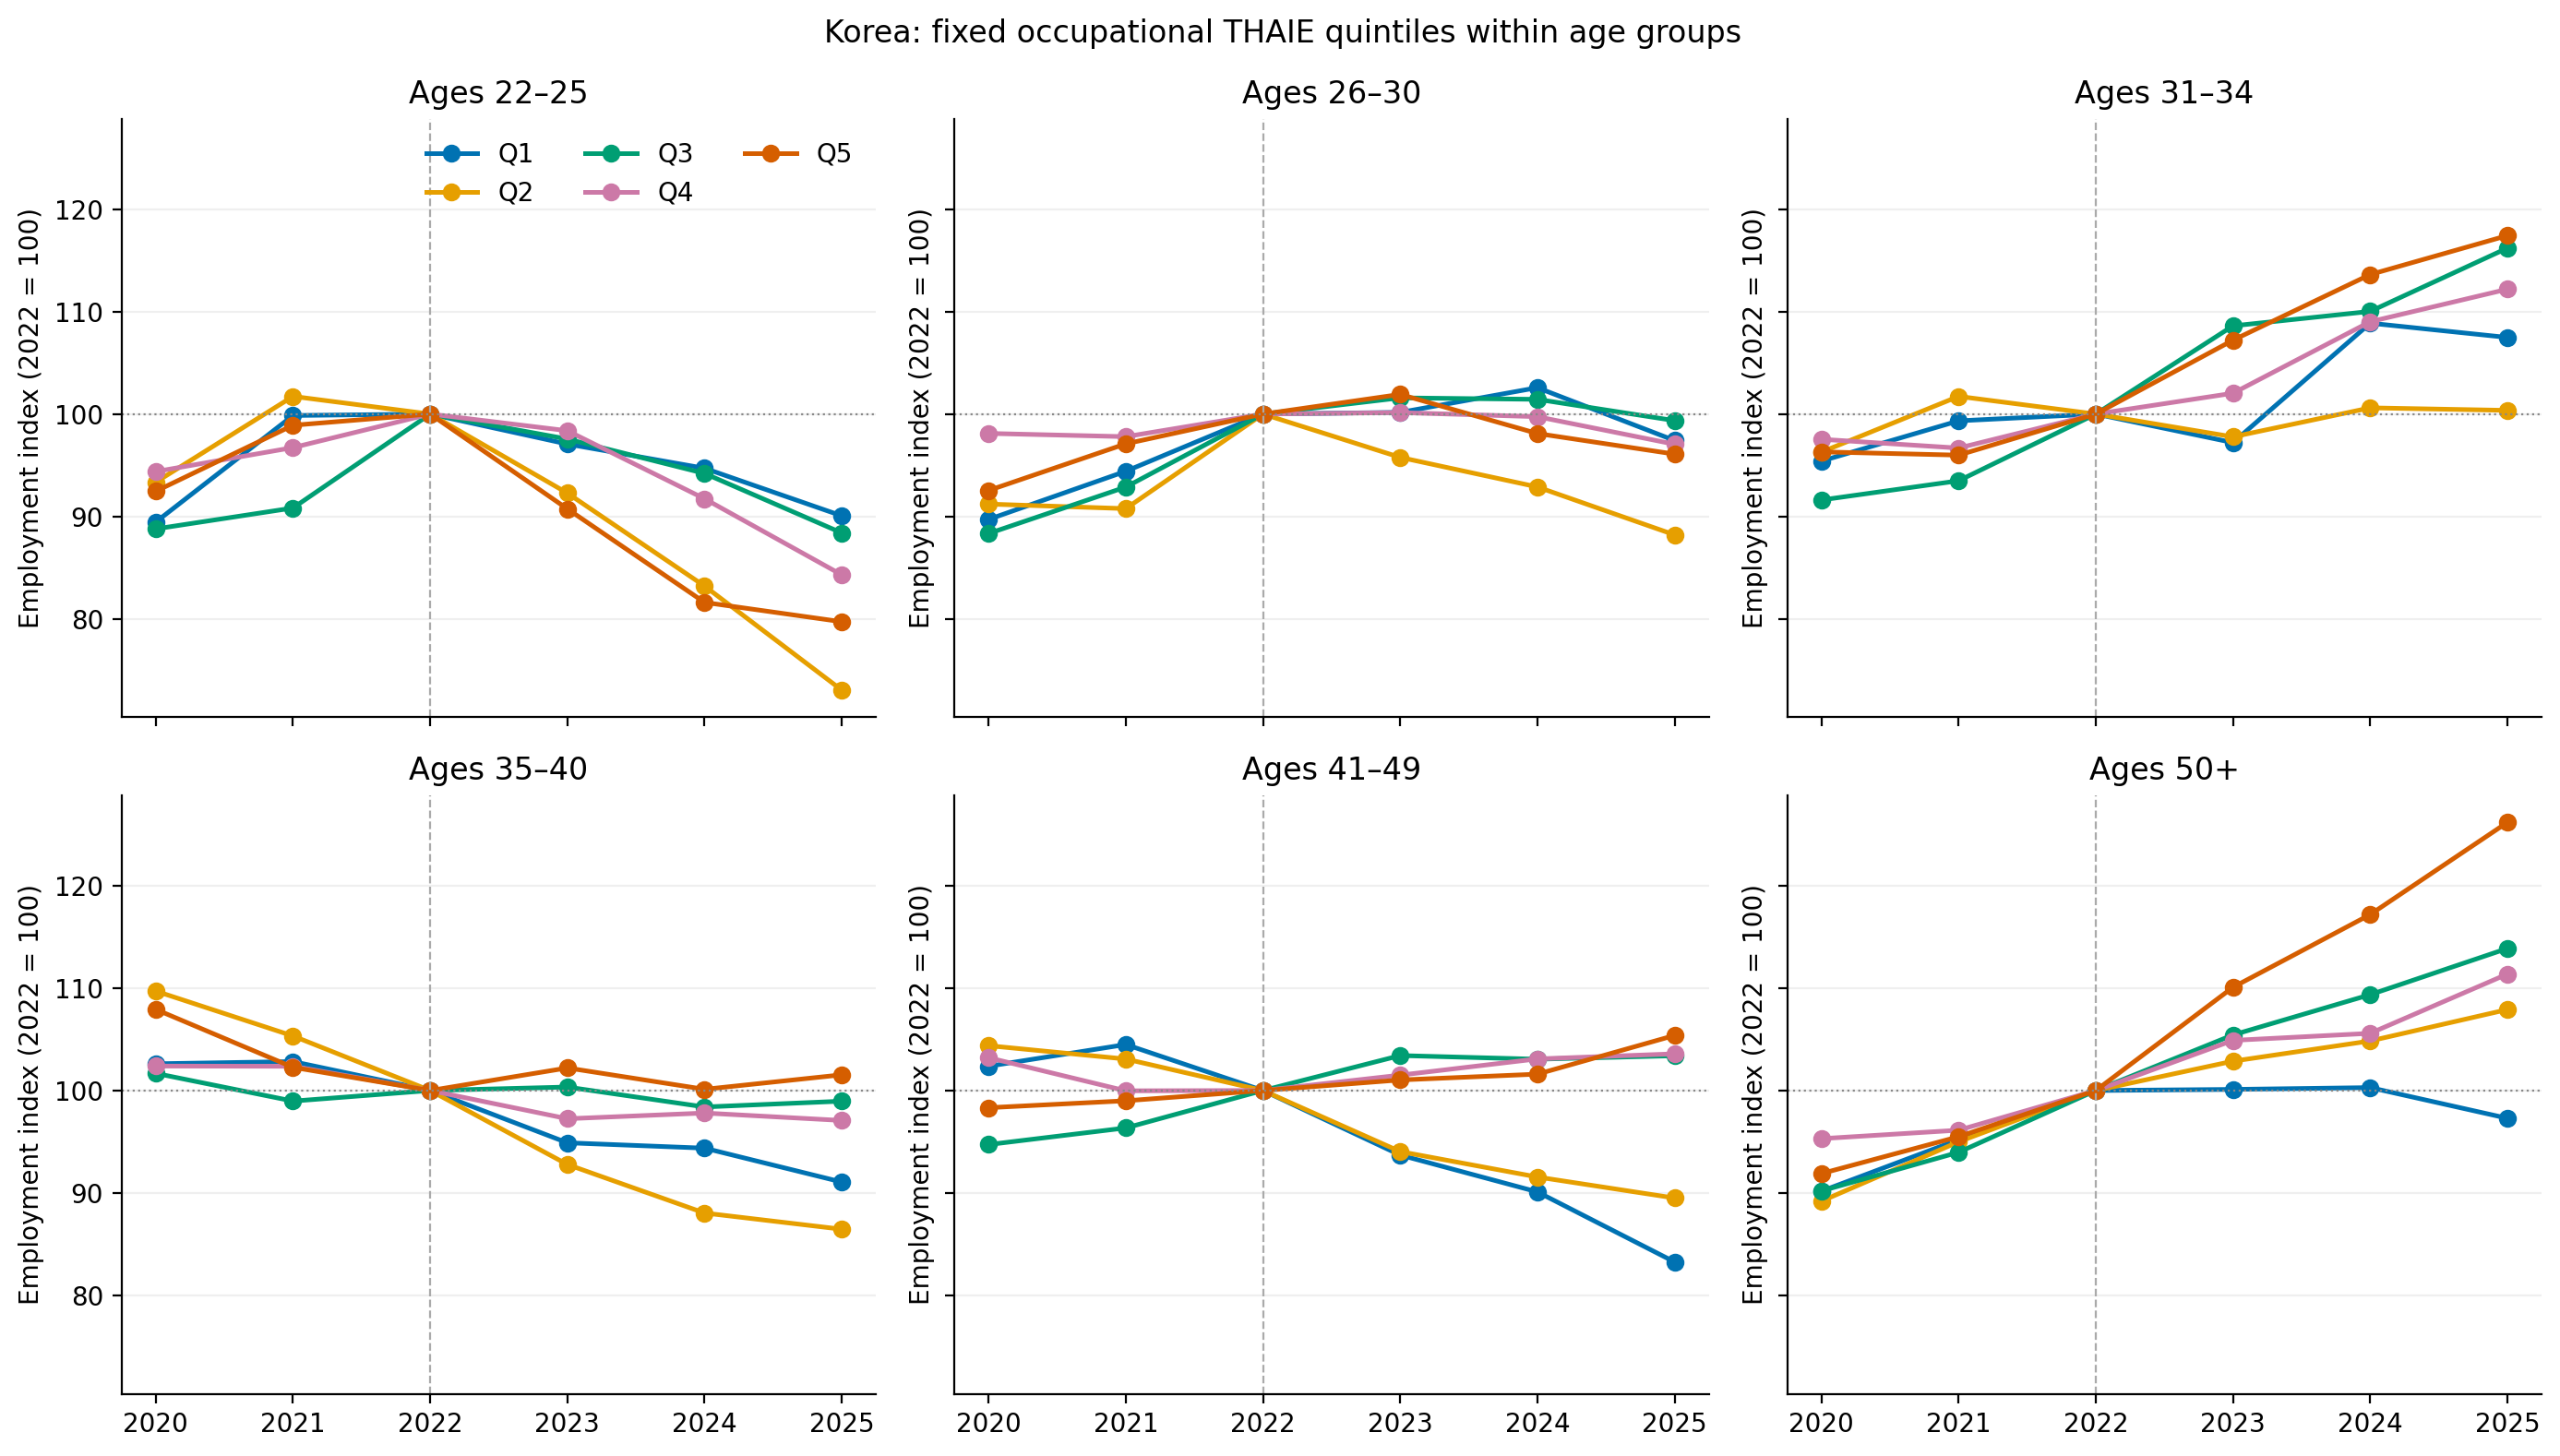 Korea: fixed occupational THAIE quintiles within age groups
Ages 22–25
Q1
Q3
Q5
Q2
Q4
Employment index (2022 = 100)
120
110
100
90
80
Ages 26–30
Employment index (2022 = 100)
Ages 31–34
Employment index (2022 = 100)
Ages 35–40
Employment index (2022 = 100)
120
110
100
90
80
2020 2021 2022 2023 2024 2025
Ages 41–49
Employment index (2022 = 100)
2020 2021 2022 2023 2024 2025
Ages 50+
Employment index (2022 = 100)
2020 2021 2022 2023 2024 2025